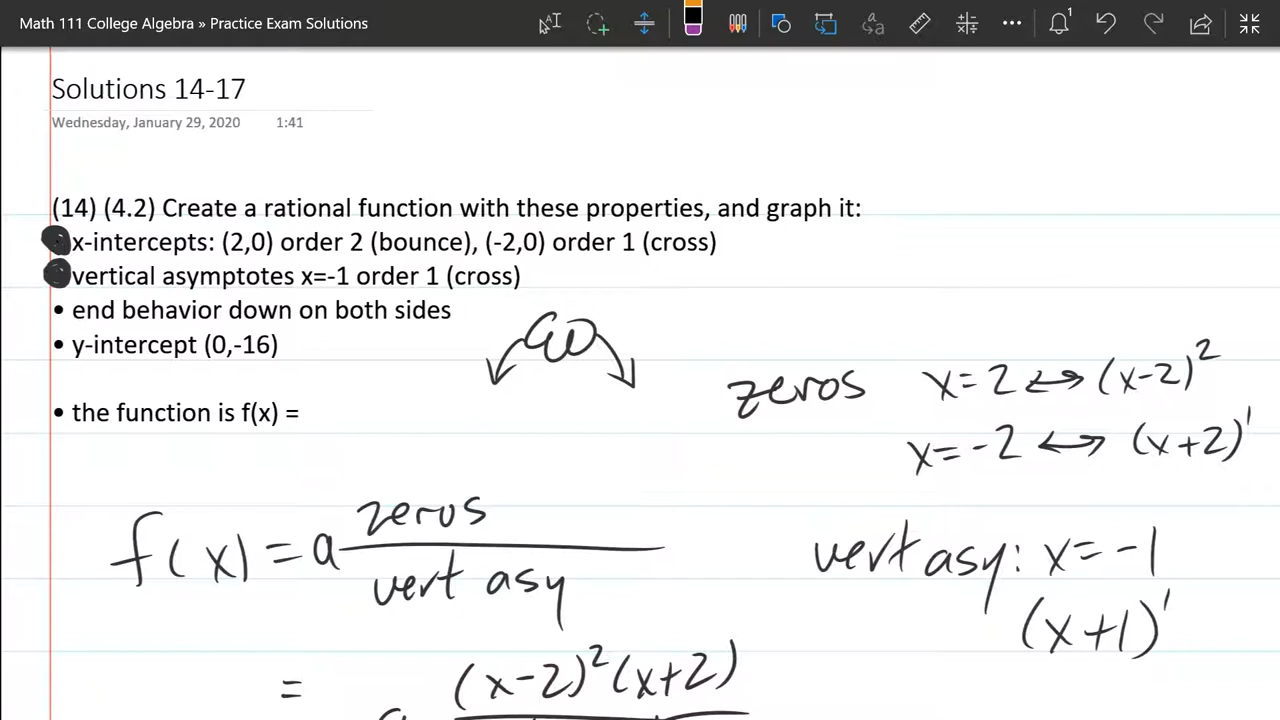 Math 111 College Algebra » Practice Exam Solutions
1
Solutions 14-17
Wednesday, January 29, 2020 1:41
(14) (4.2) Create a rational function with these properties, and graph it:
x-intercepts: (2,0) order 2 (bounce), (-2,0) order 1 (cross)
vertical asymptotes x=-1 order 1 (cross)
• end behavior down on both sides
• y-intercept (0,-16)
zeros x=2 ↔ (x-2)²
• the function is f(x) =
x=-2 ↔ (x+2)¹
f(x) = a zeros / vert asy
vert asy: x=-1
(x+1)¹
= a (x-2)²(x+2)